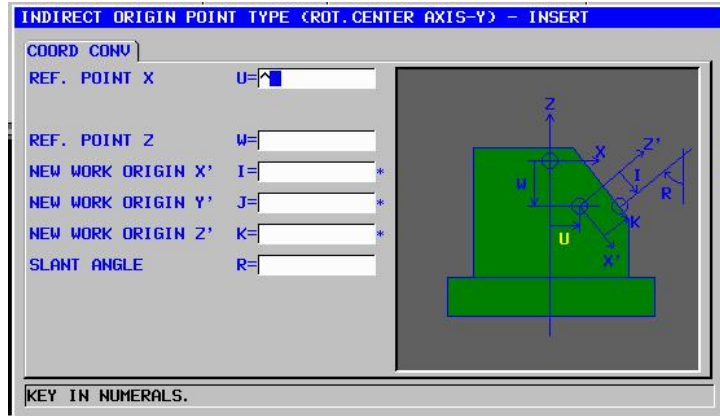 INDIRECT ORIGIN POINT TYPE (ROT.CENTER AXIS-Y) - INSERT
COORD CONV
REF. POINT X U=^
REF. POINT Z W=
NEW WORK ORIGIN X' I= *
NEW WORK ORIGIN Y' J= *
NEW WORK ORIGIN Z' K= *
SLANT ANGLE R=
Z
X
Z'
W
I
R
U
K
X'
KEY IN NUMERALS.